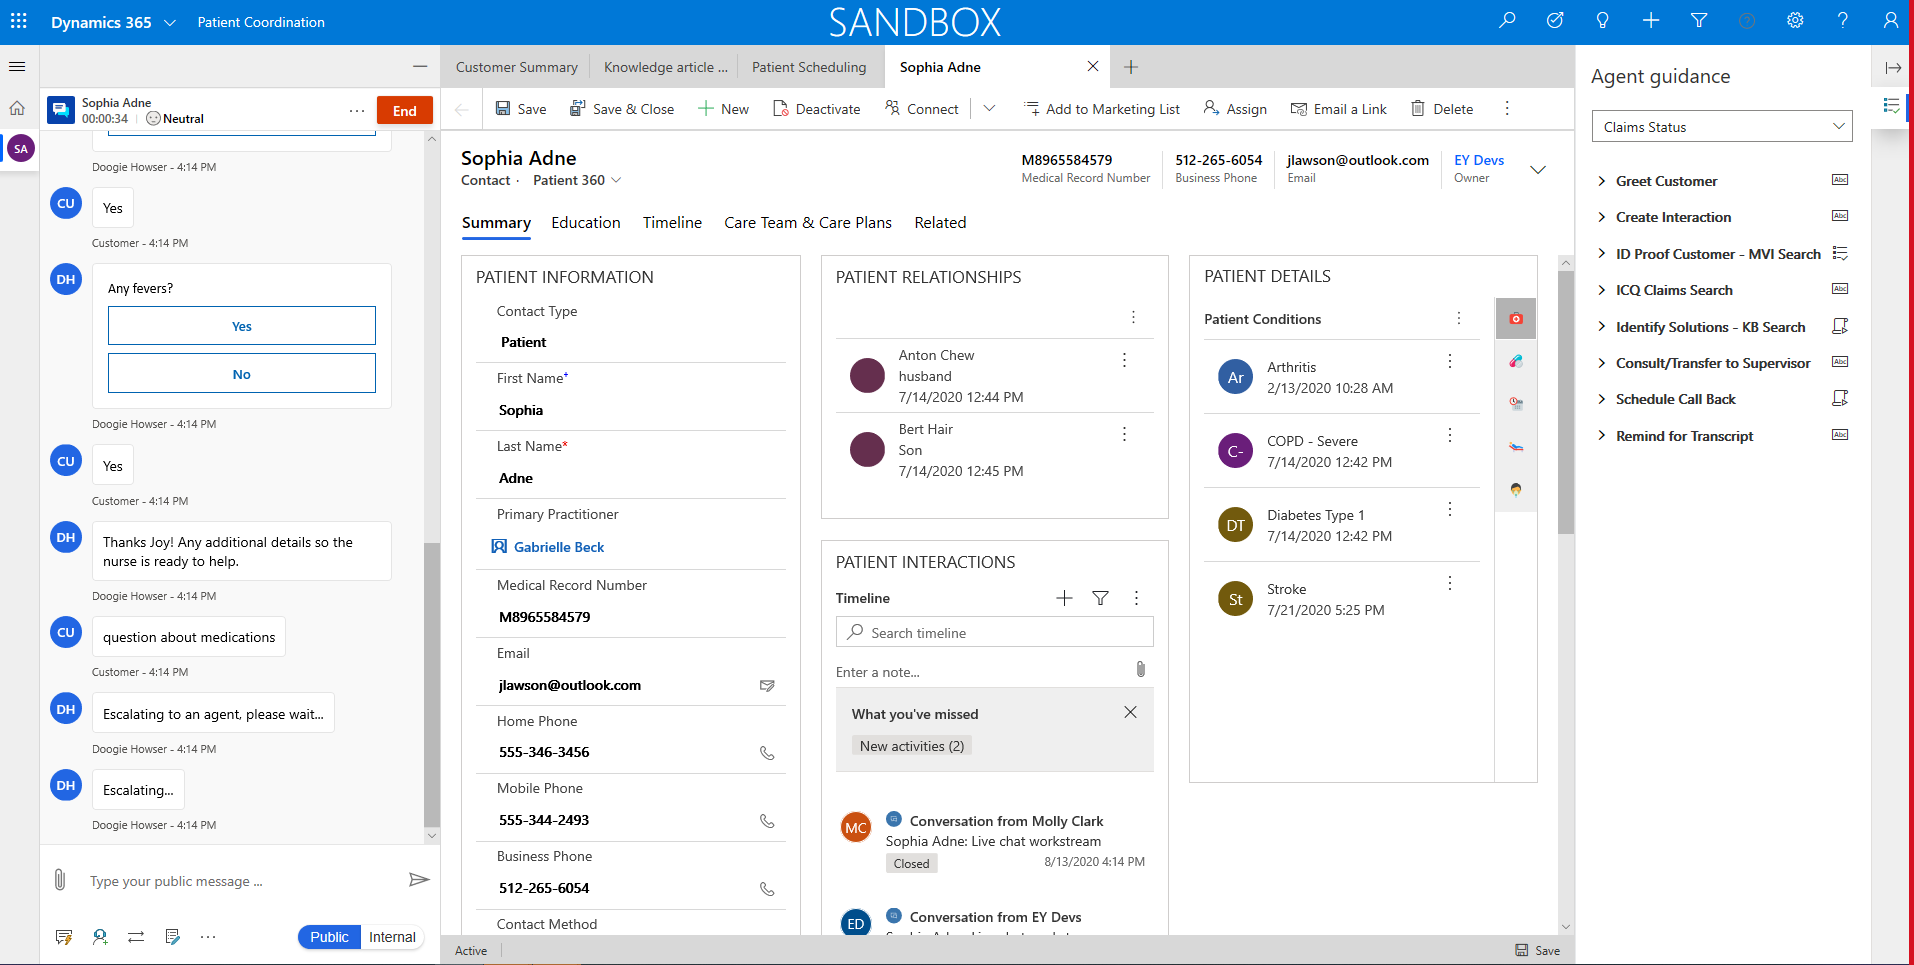 Dynamics 365
Patient Coordination
SANDBOX
Sophia Adne
00:00:34
Neutral
End
SA
Doogie Howser - 4:14 PM
CU
Yes
Customer - 4:14 PM
DH
Any fevers?
Yes
No
Doogie Howser - 4:14 PM
CU
Yes
Customer - 4:14 PM
DH
Thanks Joy! Any additional details so the
nurse is ready to help.
Doogie Howser - 4:14 PM
CU
question about medications
Customer - 4:14 PM
DH
Escalating to an agent, please wait...
Doogie Howser - 4:14 PM
DH
Escalating...
Doogie Howser - 4:14 PM
Type your public message ...
Public
Internal
Customer Summary
Knowledge article ...
Patient Scheduling
Sophia Adne
Save
Save & Close
New
Deactivate
Connect
Add to Marketing List
Assign
Email a Link
Delete
Sophia Adne
Contact ·
Patient 360
M8965584579
Medical Record Number
512-265-6054
Business Phone
jlawson@outlook.com
Email
EY Devs
Owner
Summary
Education
Timeline
Care Team & Care Plans
Related
PATIENT INFORMATION
Contact Type
Patient
First Name+
Sophia
Last Name*
Adne
Primary Practitioner
Gabrielle Beck
Medical Record Number
M8965584579
Email
jlawson@outlook.com
Home Phone
555-346-3456
Mobile Phone
555-344-2493
Business Phone
512-265-6054
Contact Method
PATIENT RELATIONSHIPS
Anton Chew
husband
7/14/2020 12:44 PM
Bert Hair
Son
7/14/2020 12:45 PM
PATIENT INTERACTIONS
Timeline
Search timeline
Enter a note...
What you've missed
New activities (2)
MC
Conversation from Molly Clark
Sophia Adne: Live chat workstream
Closed
8/13/2020 4:14 PM
ED
Conversation from EY Devs
PATIENT DETAILS
Patient Conditions
Ar
Arthritis
2/13/2020 10:28 AM
C-
COPD - Severe
7/14/2020 12:42 PM
DT
Diabetes Type 1
7/14/2020 12:42 PM
St
Stroke
7/21/2020 5:25 PM
Active
Save
Agent guidance
Claims Status
Greet Customer
Abc
Create Interaction
Abc
ID Proof Customer - MVI Search
ICQ Claims Search
Abc
Identify Solutions - KB Search
Consult/Transfer to Supervisor
Abc
Schedule Call Back
Remind for Transcript
Abc